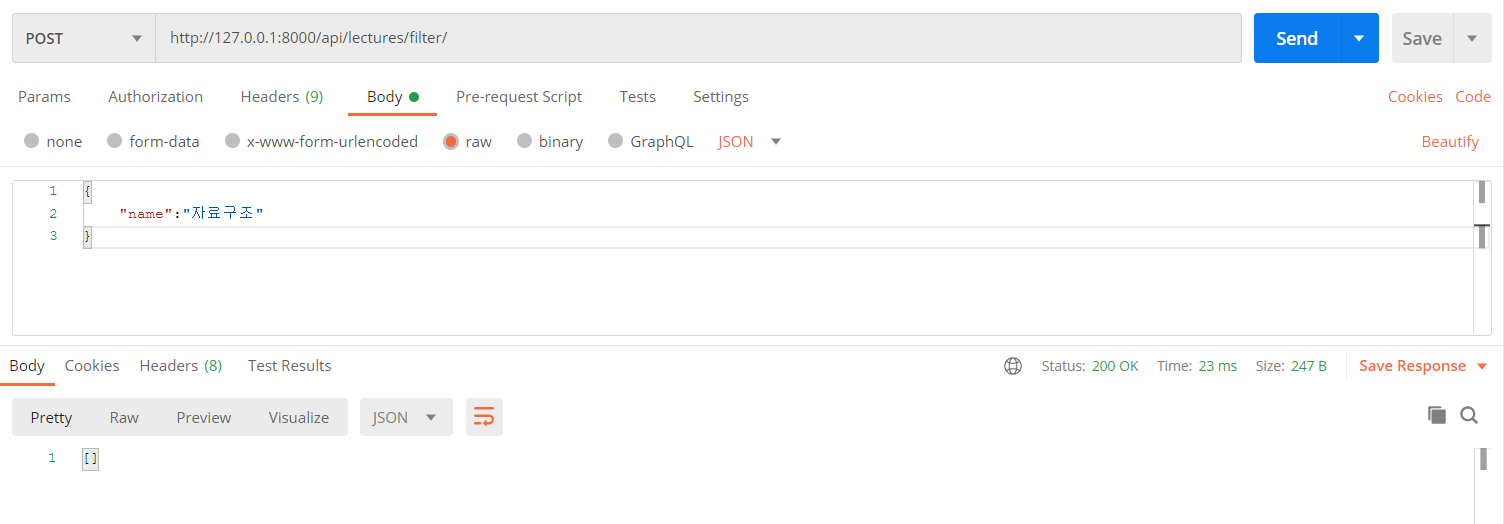 POST http://127.0.0.1:8000/api/lectures/filter/ Send Save
Params Authorization Headers (9) Body Pre-request Script Tests Settings Cookies Code
none form-data x-www-form-urlencoded raw binary GraphQL JSON Beautify
1 {
2 "name":"자료구조"
3 }
Body Cookies Headers (8) Test Results Status: 200 OK Time: 23 ms Size: 247 B Save Response
Pretty Raw Preview Visualize JSON
1 []